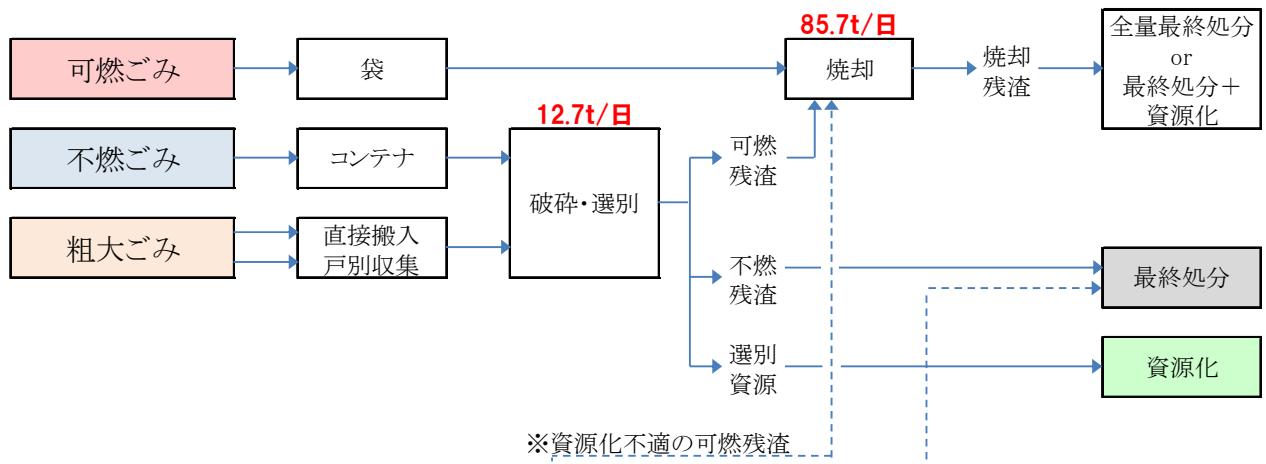 85.7t/日
可燃ごみ
袋
焼却
焼却
残渣
全量最終処分
or
最終処分＋
資源化
12.7t/日
不燃ごみ
コンテナ
破砕・選別
可燃
残渣
粗大ごみ
直接搬入
戸別収集
不燃
残渣
最終処分
選別
資源
資源化
※資源化不適の可燃残渣